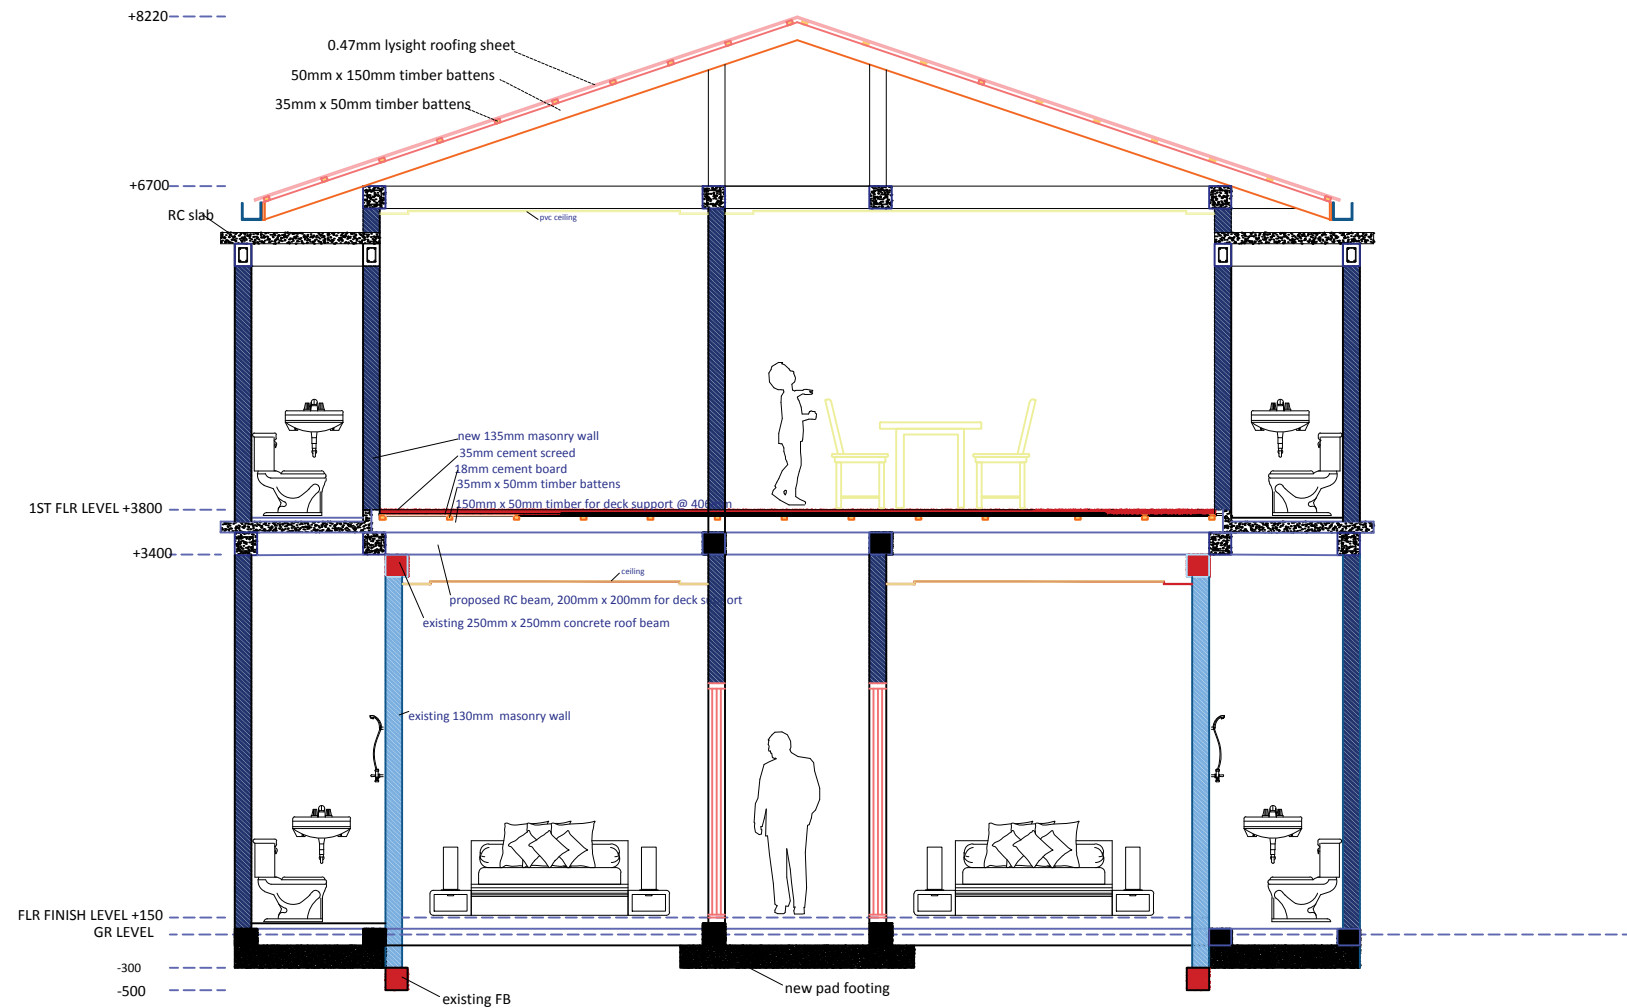 +8220
0.47mm lysight roofing sheet
50mm x 150mm timber battens
35mm x 50mm timber battens
+6700
RC slab
pvc ceiling
new 135mm masonry wall
35mm cement screed
18mm cement board
35mm x 50mm timber battens
150mm x 50mm timber for deck support @
1ST FLR LEVEL +3800
+3400
ceiling
proposed RC beam, 200mm x 200mm for deck support
existing 250mm x 250mm concrete roof beam
existing 130mm masonry wall
FLR FINISH LEVEL +150
GR LEVEL
-300
-500
new pad footing
existing FB